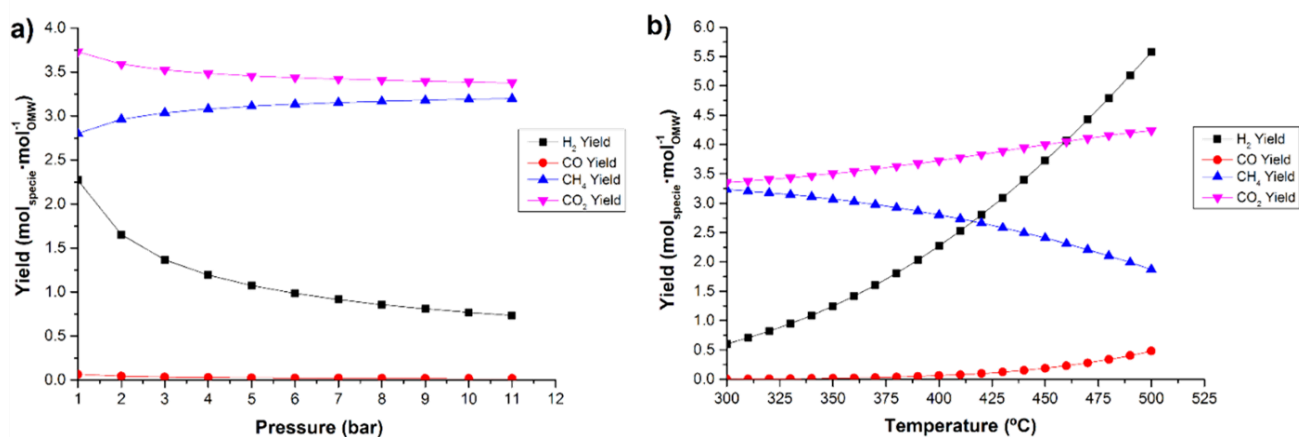 a)
Yield (mol_specie·mol⁻¹_OMW)
4.0
3.5
3.0
2.5
2.0
1.5
1.0
0.5
0.0
1 2 3 4 5 6 7 8 9 10 11 12
Pressure (bar)
H₂ Yield
CO Yield
CH₄ Yield
CO₂ Yield
b)
Yield (mol_specie·mol⁻¹_OMW)
6.0
5.5
5.0
4.5
4.0
3.5
3.0
2.5
2.0
1.5
1.0
0.5
0.0
300 325 350 375 400 425 450 475 500 525
Temperature (ºC)
H₂ Yield
CO Yield
CH₄ Yield
CO₂ Yield